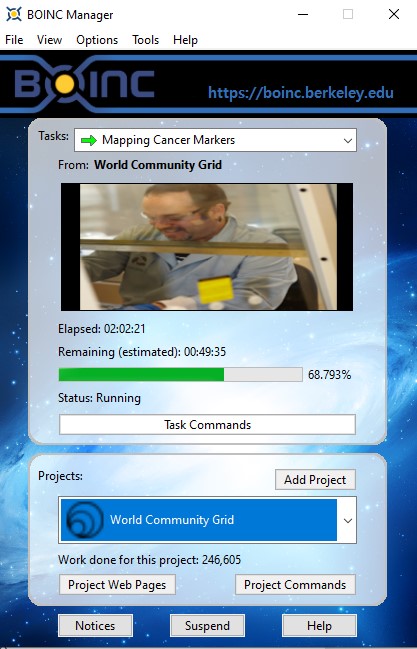 BOINC Manager
File View Options Tools Help
BOINC
https://boinc.berkeley.edu
Tasks: Mapping Cancer Markers
From: World Community Grid
Elapsed: 02:02:21
Remaining (estimated): 00:49:35
68.793%
Status: Running
Task Commands
Projects:
Add Project
World Community Grid
Work done for this project: 246,605
Project Web Pages Project Commands
Notices Suspend Help